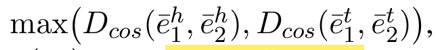 max(D_cos(ē_1^h, ē_2^h), D_cos(ē_1^t, ē_2^t)),